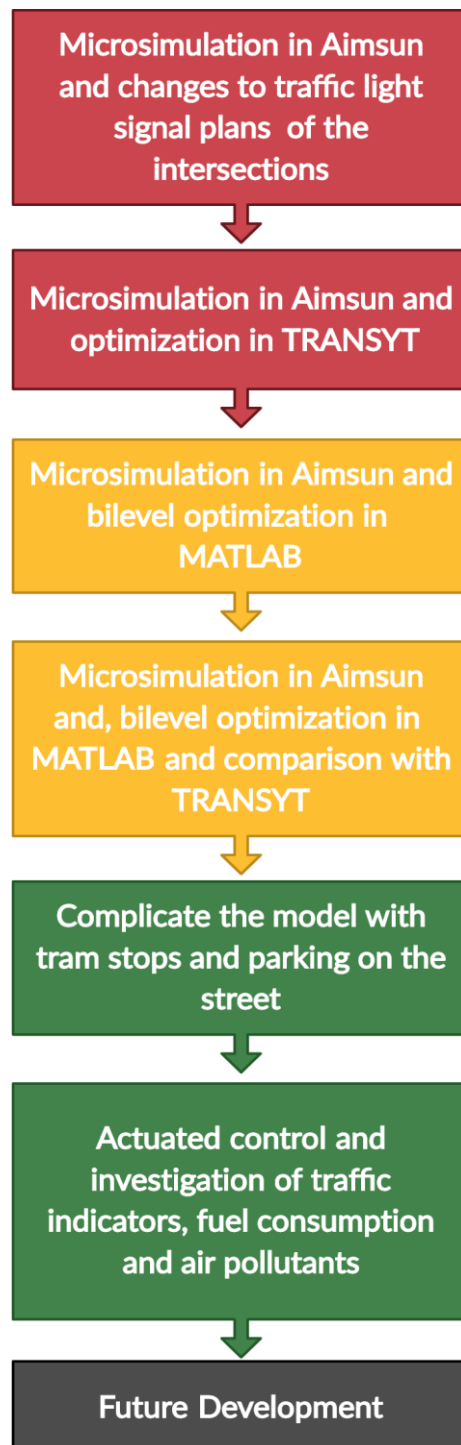 Microsimulation in Aimsun
and changes to traffic light
signal plans of the
intersections
Microsimulation in Aimsun and
optimization in TRANSYT
Microsimulation in Aimsun and
bilevel optimization in
MATLAB
Microsimulation in Aimsun
and, bilevel optimization in
MATLAB and comparison with
TRANSYT
Complicate the model with
tram stops and parking on the
street
Actuated control and
investigation of traffic
indicators, fuel consumption
and air pollutants
Future Development